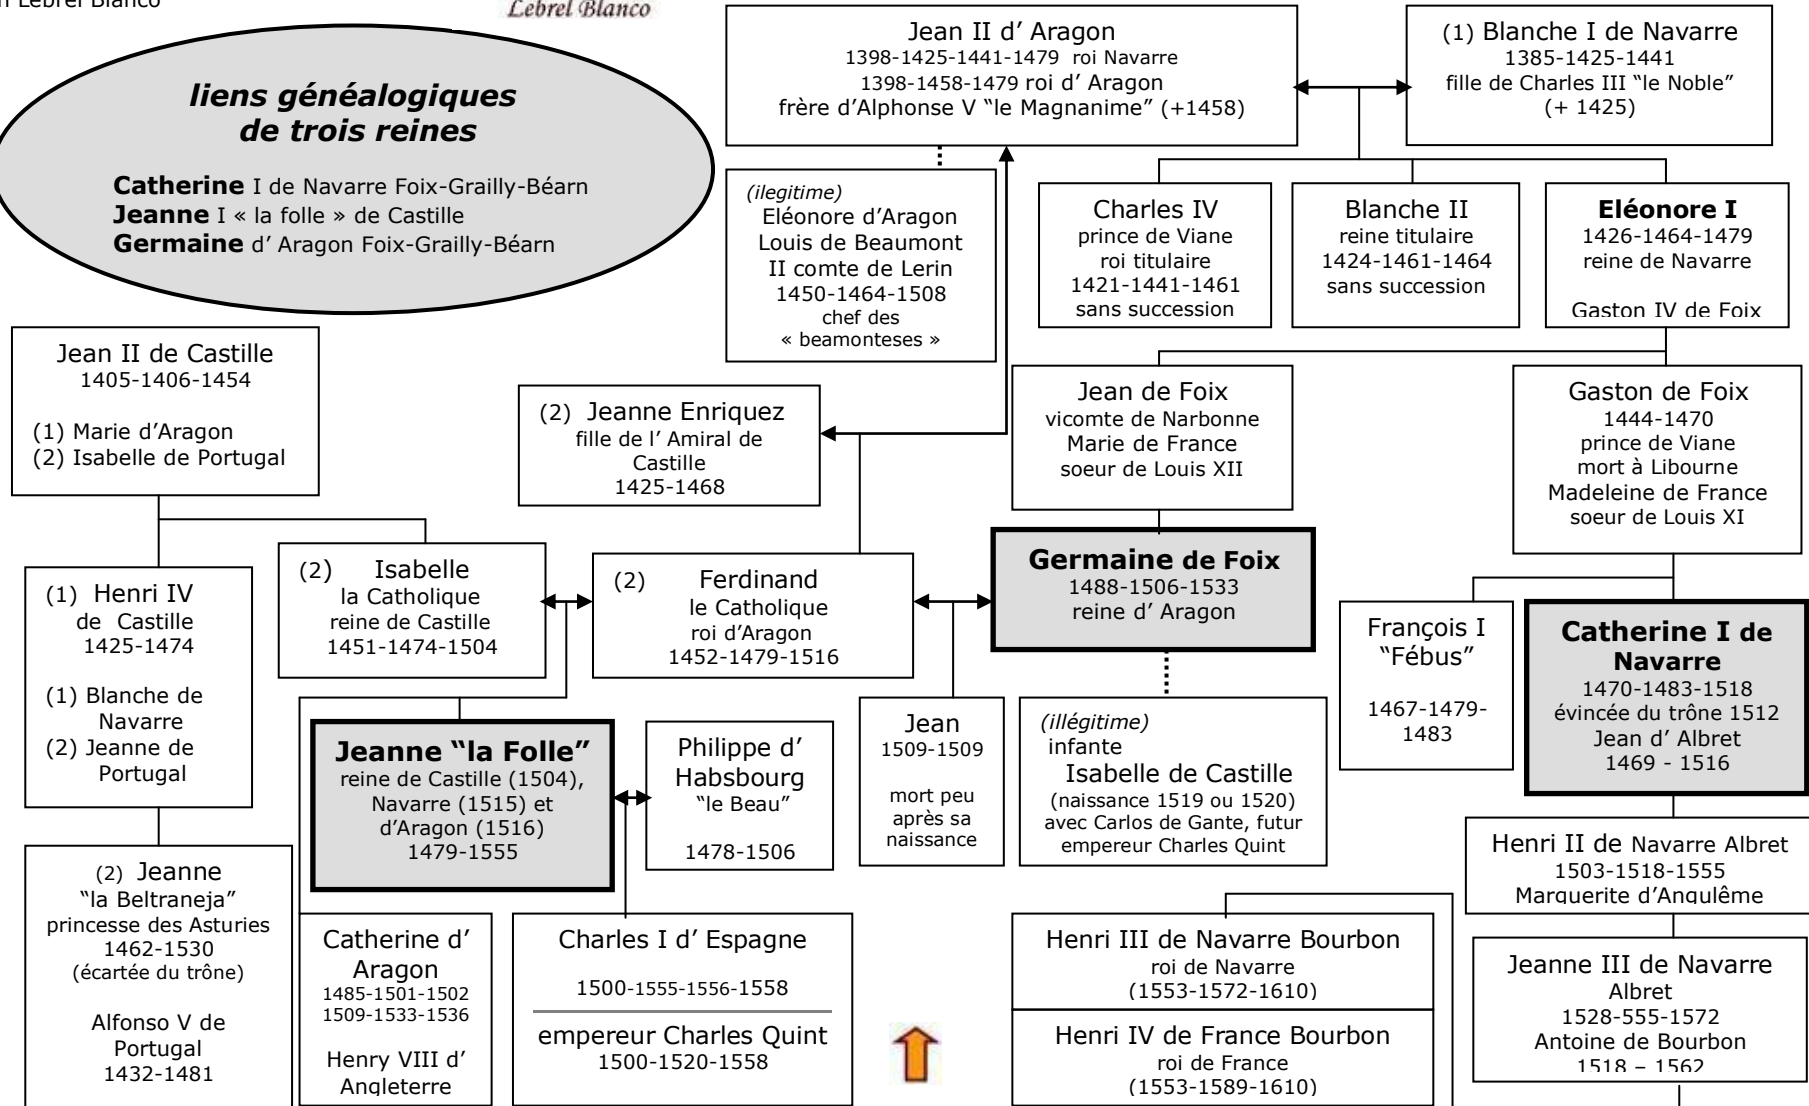 Lebrel Blanco
Lebrel Blanco
liens généalogiques
de trois reines
Catherine I de Navarre Foix-Grailly-Béarn
Jeanne I « la folle » de Castille
Germaine d’ Aragon Foix-Grailly-Béarn
Jean II d’ Aragon
1398-1425-1441-1479 roi Navarre
1398-1458-1479 roi d’ Aragon
frère d’Alphonse V “le Magnanime” (+1458)
(1) Blanche I de Navarre
1385-1425-1441
fille de Charles III “le Noble”
(+ 1425)
(ilegitime)
Eléonore d’Aragon
Louis de Beaumont
II comte de Lerin
1450-1464-1508
chef des
« beamonteses »
Charles IV
prince de Viane
roi titulaire
1421-1441-1461
sans succession
Blanche II
reine titulaire
1424-1461-1464
sans succession
Eléonore I
1426-1464-1479
reine de Navarre
Gaston IV de Foix
Jean II de Castille
1405-1406-1454
(1) Marie d’Aragon
(2) Isabelle de Portugal
(2) Jeanne Enriquez
fille de l’ Amiral de
Castille
1425-1468
Jean de Foix
vicomte de Narbonne
Marie de France
soeur de Louis XII
Gaston de Foix
1444-1470
prince de Viane
mort à Libourne
Madeleine de France
soeur de Louis XI
(1) Henri IV
de Castille
1425-1474
(1) Blanche de
Navarre
(2) Jeanne de
Portugal
(2) Isabelle
la Catholique
reine de Castille
1451-1474-1504
(2) Ferdinand
le Catholique
roi d’Aragon
1452-1479-1516
Germaine de Foix
1488-1506-1533
reine d’ Aragon
François I
“Fébus”
1467-1479-
1483
Catherine I de
Navarre
1470-1483-1518
évincée du trône 1512
Jean d’ Albret
1469 - 1516
Jeanne “la Folle”
reine de Castille (1504),
Navarre (1515) et
d’Aragon (1516)
1479-1555
Philippe d’
Habsbourg
“le Beau”
1478-1506
Jean
1509-1509
mort peu
après sa
naissance
(illégitime)
infante
Isabelle de Castille
(naissance 1519 ou 1520)
avec Carlos de Gante, futur
empereur Charles Quint
Henri II de Navarre Albret
1503-1518-1555
Marguerite d’Angulême
(2) Jeanne
“la Beltraneja”
princesse des Asturies
1462-1530
(écartée du trône)
Alfonso V de
Portugal
1432-1481
Catherine d’
Aragon
1485-1501-1502
1509-1533-1536
Henry VIII d’
Angleterre
Charles I d’ Espagne
1500-1555-1556-1558
empereur Charles Quint
1500-1520-1558
Henri III de Navarre Bourbon
roi de Navarre
(1553-1572-1610)
Henri IV de France Bourbon
roi de France
(1553-1589-1610)
Jeanne III de Navarre
Albret
1528-555-1572
Antoine de Bourbon
1518 – 1562